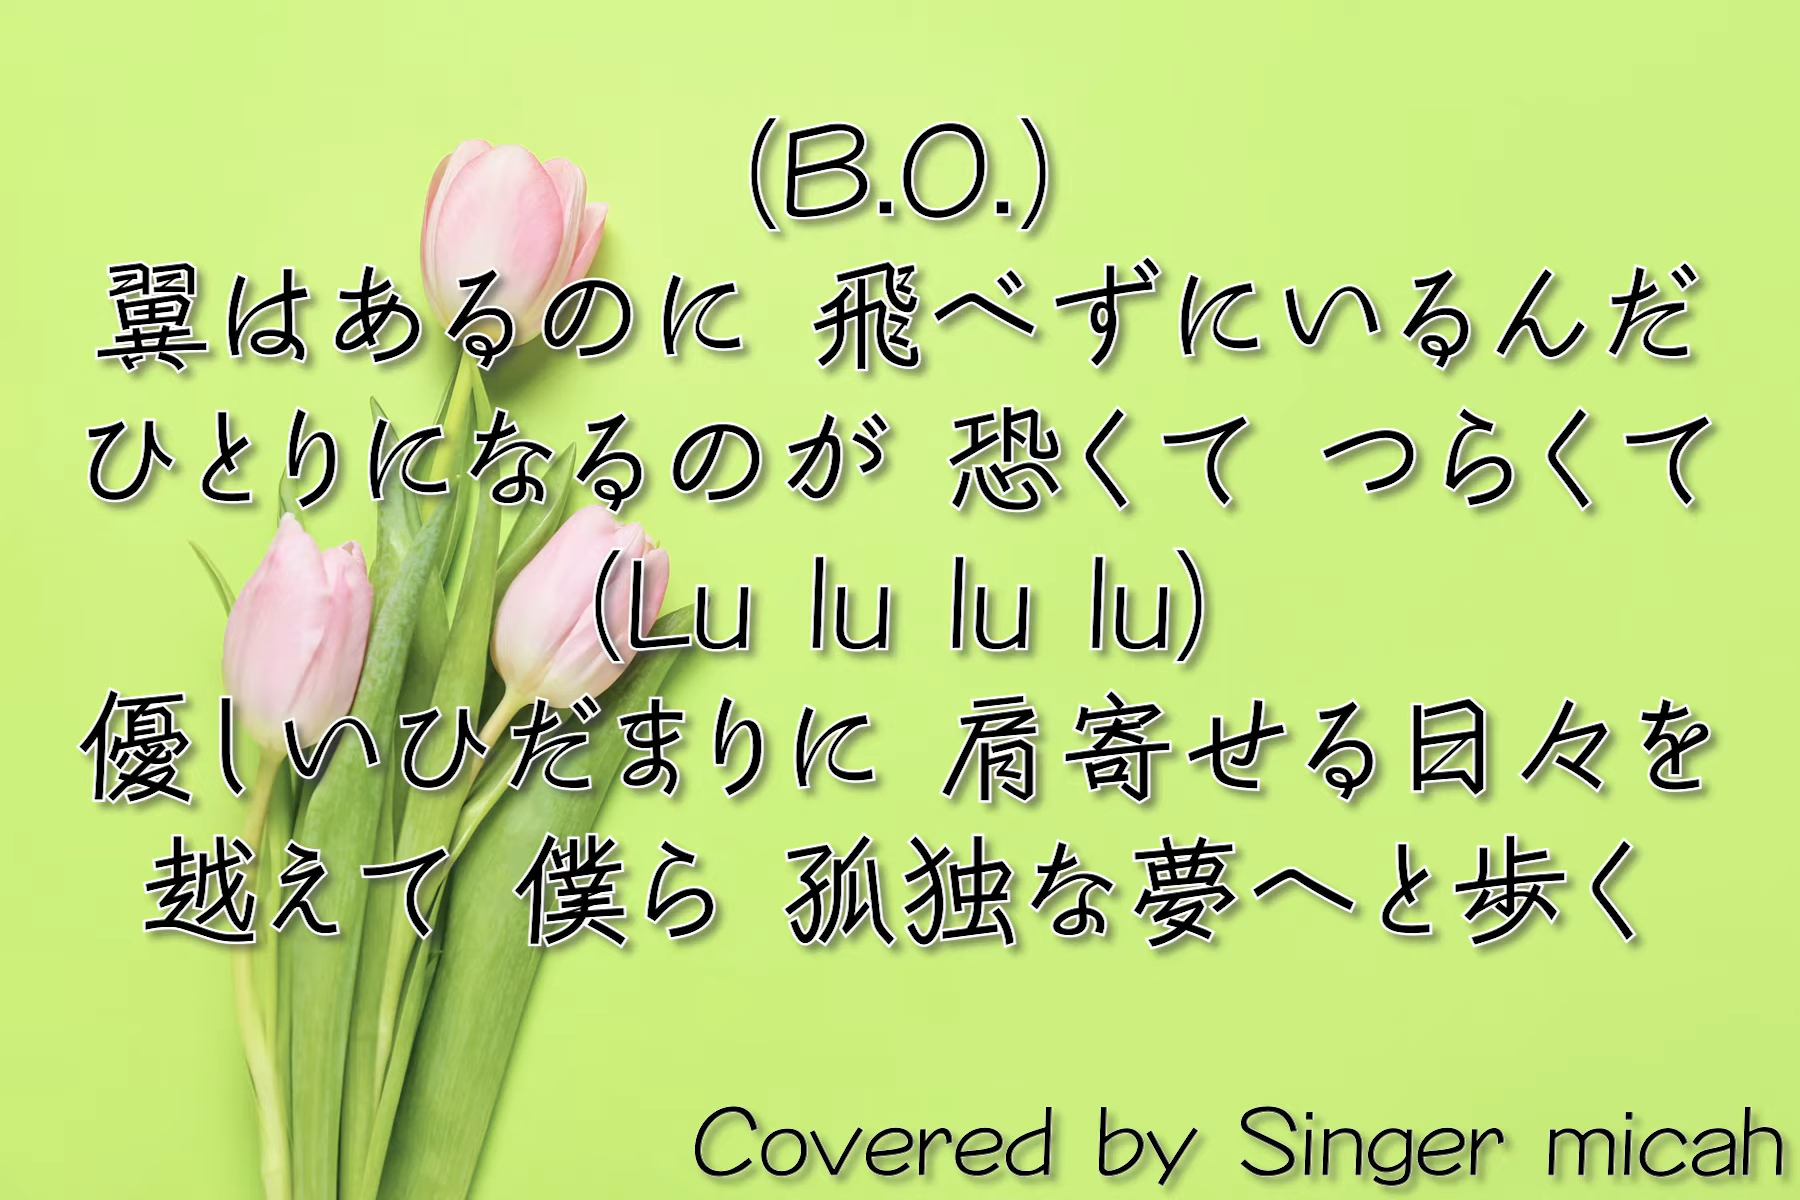 (B.O.)
翼はあるのに 飛べずにいるんだ
ひとりになるのが 恐くて つらくて
(Lu lu lu lu)
優しいひだまりに 肩寄せる日々を
越えて 僕ら 孤独な夢へと歩く
Covered by Singer micah